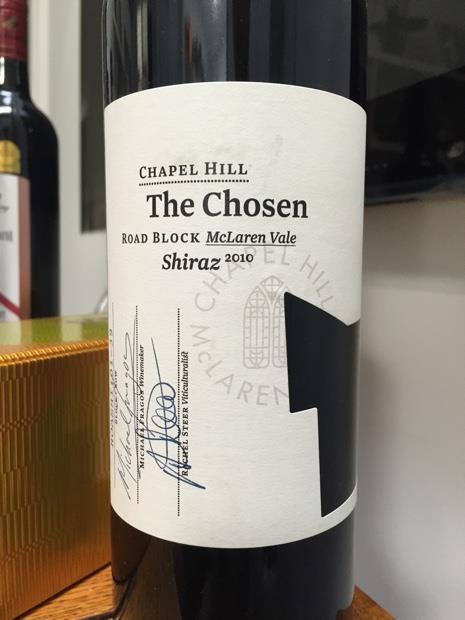 CHAPEL HILL
The Chosen
ROAD BLOCK McLaren Vale
Shiraz 2010
CHAPEL HILL
McLAREN
MICHAEL FRAGOS Winemaker
RACHEL STEER Viticulturalist